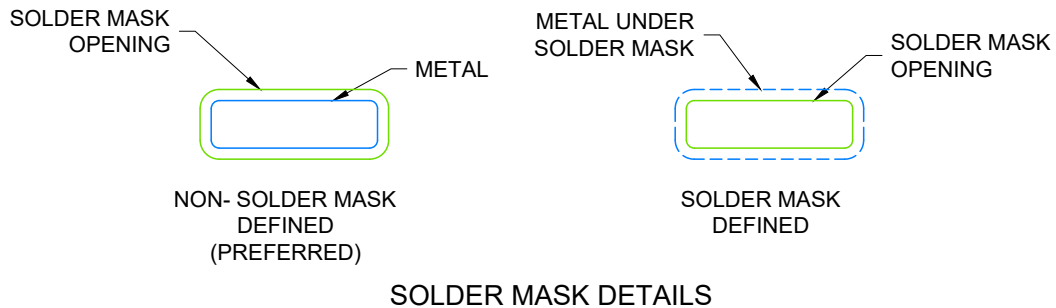 SOLDER MASK
OPENING
METAL
NON- SOLDER MASK
DEFINED
(PREFERRED)
METAL UNDER
SOLDER MASK
SOLDER MASK
OPENING
SOLDER MASK
DEFINED
SOLDER MASK DETAILS